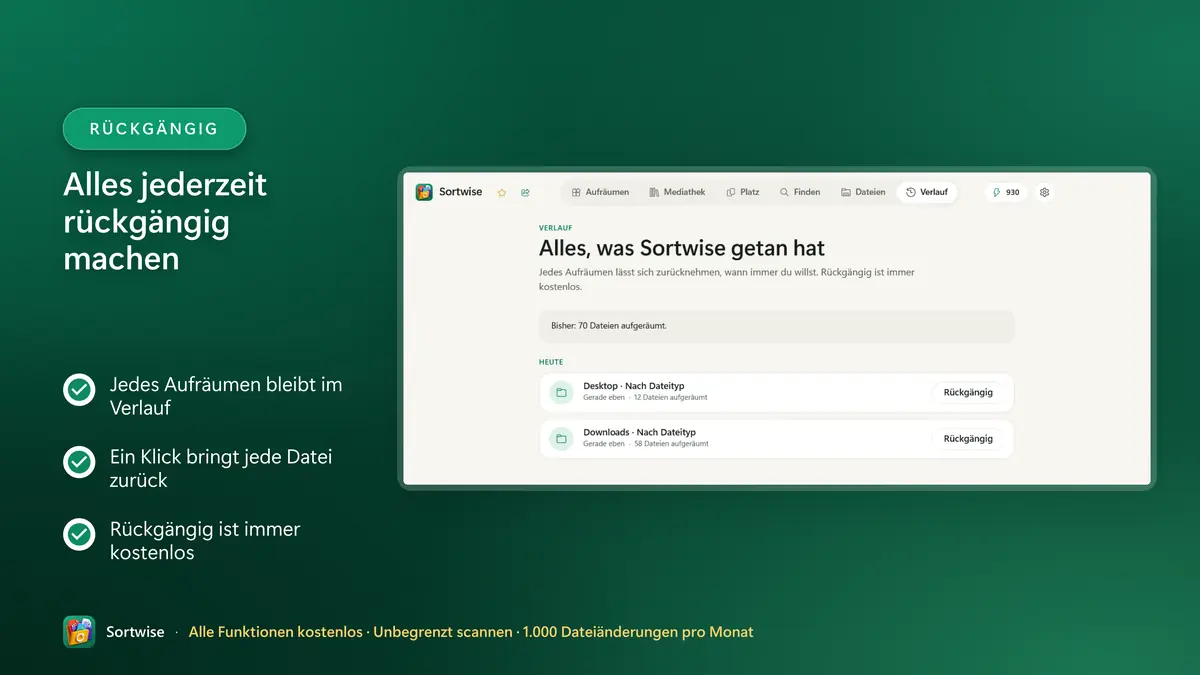 RÜCKGÄNGIG
Alles jederzeit
rückgängig
machen
Jedes Aufräumen bleibt im
Verlauf
Ein Klick bringt jede Datei
zurück
Rückgängig ist immer
kostenlos
Sortwise
Aufräumen
Mediathek
Platz
Finden
Dateien
Verlauf
930
VERLAUF
Alles, was Sortwise getan hat
Jedes Aufräumen lässt sich zurücknehmen, wann immer du willst. Rückgängig ist immer
kostenlos.
Bisher: 70 Dateien aufgeräumt.
HEUTE
Desktop · Nach Dateityp
Gerade eben · 12 Dateien aufgeräumt
Rückgängig
Downloads · Nach Dateityp
Gerade eben · 58 Dateien aufgeräumt
Rückgängig
Sortwise · Alle Funktionen kostenlos · Unbegrenzt scannen · 1.000 Dateiänderungen pro Monat